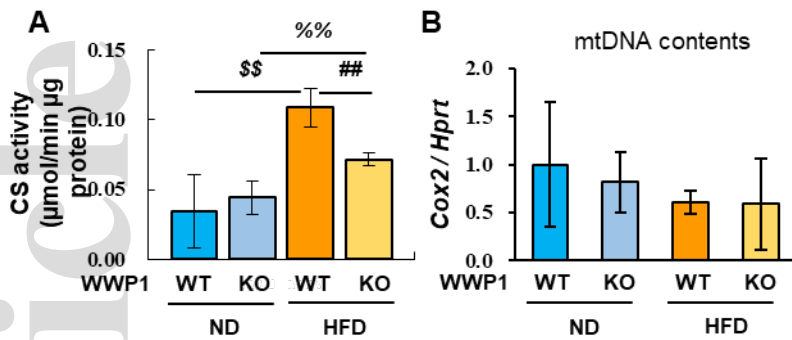 A
CS activity
(µmol/min µg
protein)
0.15
0.10
0.05
0.00
$$
%%
##
WWP1 WT KO WT KO
ND HFD
B
mtDNA contents
Cox2 / Hprt
2.0
1.5
1.0
0.5
0.0
WWP1 WT KO WT KO
ND HFD
icle